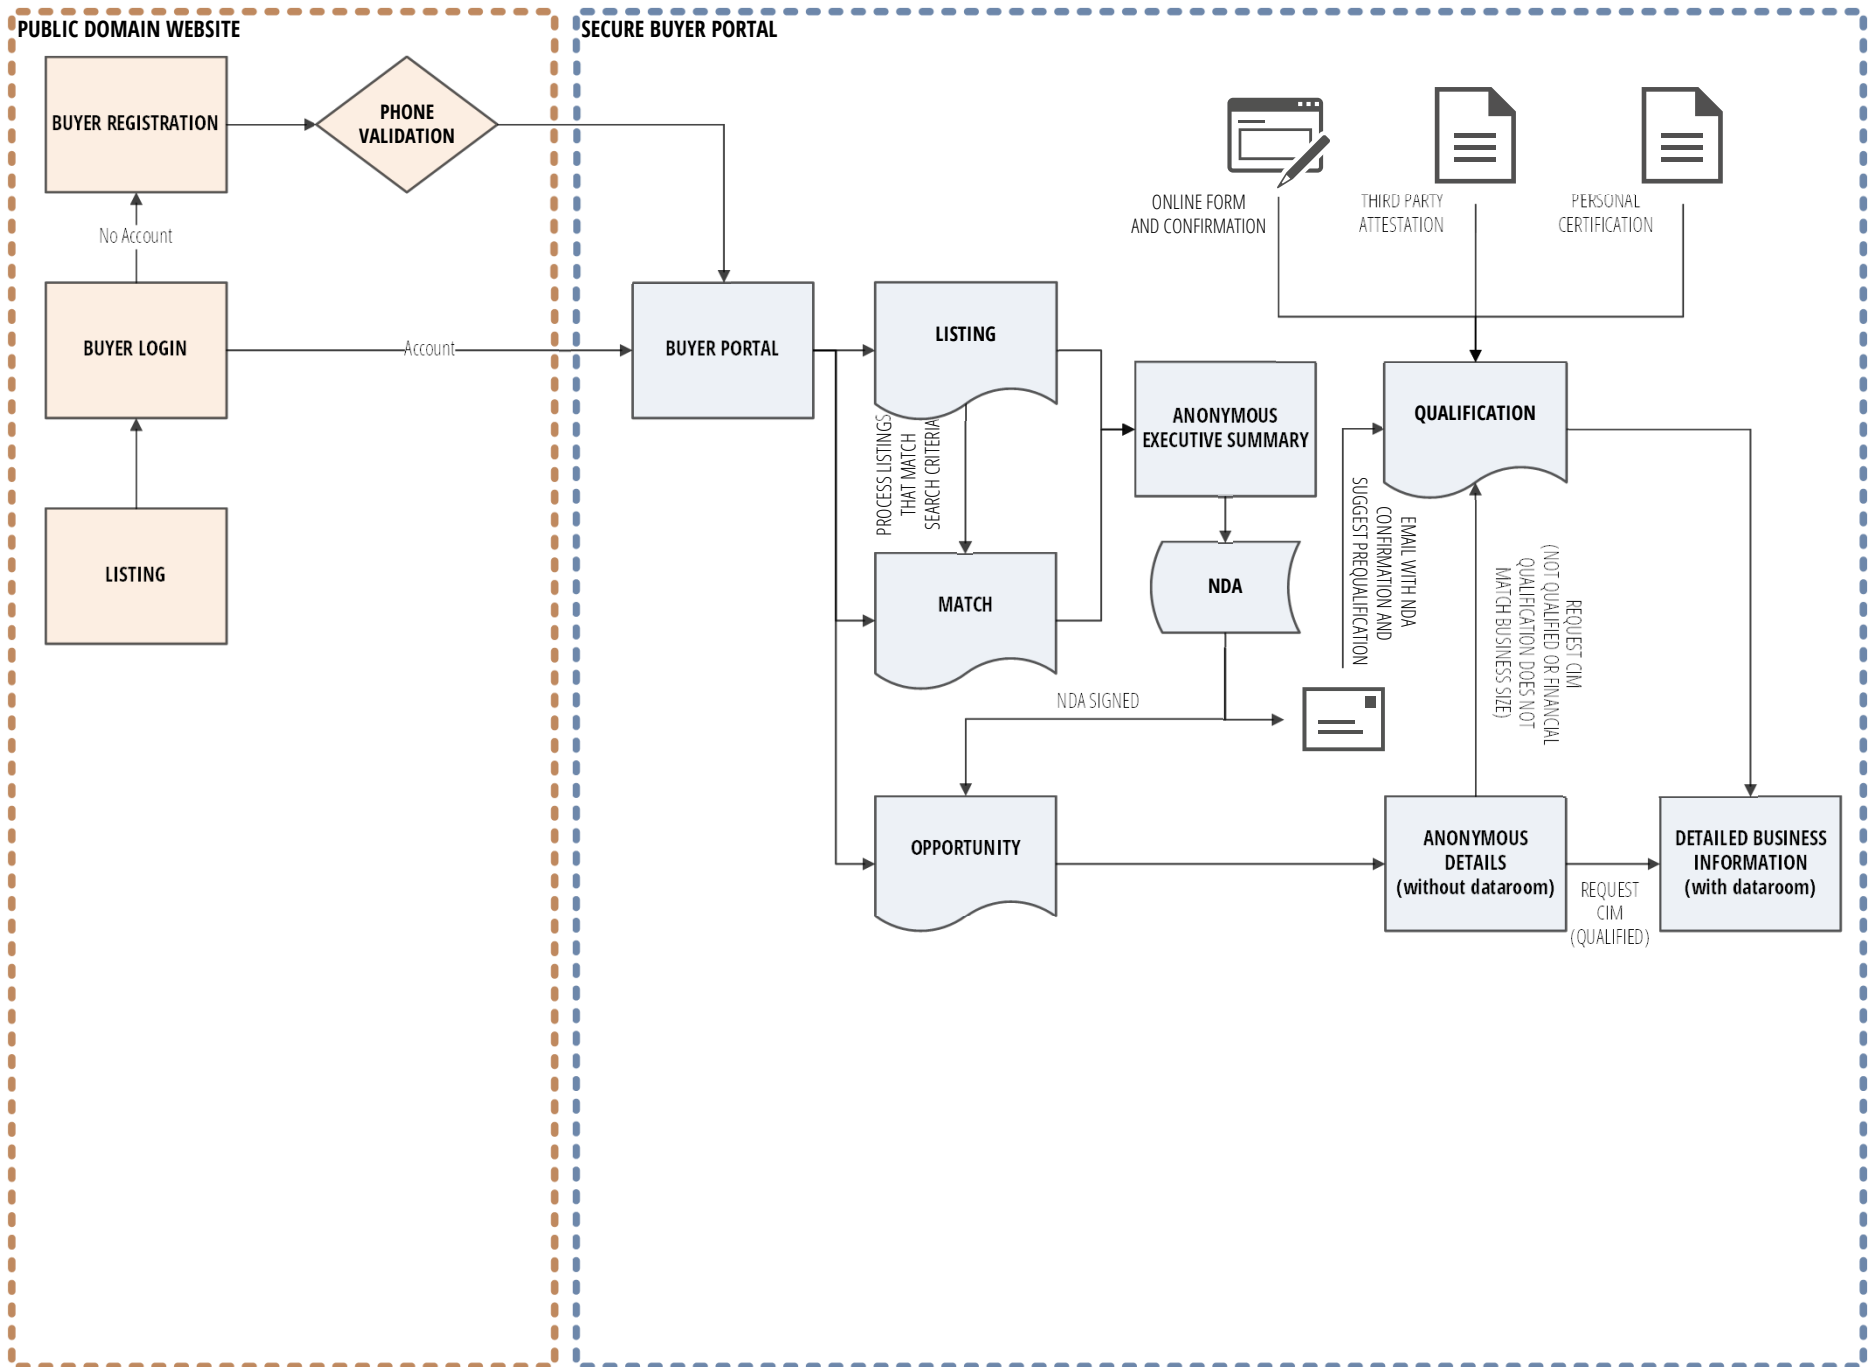 PUBLIC DOMAIN WEBSITE
BUYER REGISTRATION
PHONE
VALIDATION
No Account
BUYER LOGIN
Account
LISTING
SECURE BUYER PORTAL
ONLINE FORM
AND CONFIRMATION
THIRD PARTY
ATTESTATION
PERSONAL
CERTIFICATION
BUYER PORTAL
LISTING
PROCESS LISTINGS
THAT MATCH
SEARCH CRITERIA
MATCH
ANONYMOUS
EXECUTIVE SUMMARY
NDA
NDA SIGNED
EMAIL WITH NDA
CONFIRMATION AND
SUGGEST PREQUALIFICATION
QUALIFICATION
REQUEST CIM
(NOT QUALIFIED OR FINANCIAL
QUALIFICATION DOES NOT
MATCH BUSINESS SIZE)
OPPORTUNITY
ANONYMOUS
DETAILS
(without dataroom)
REQUEST
CIM
(QUALIFIED)
DETAILED BUSINESS
INFORMATION
(with dataroom)